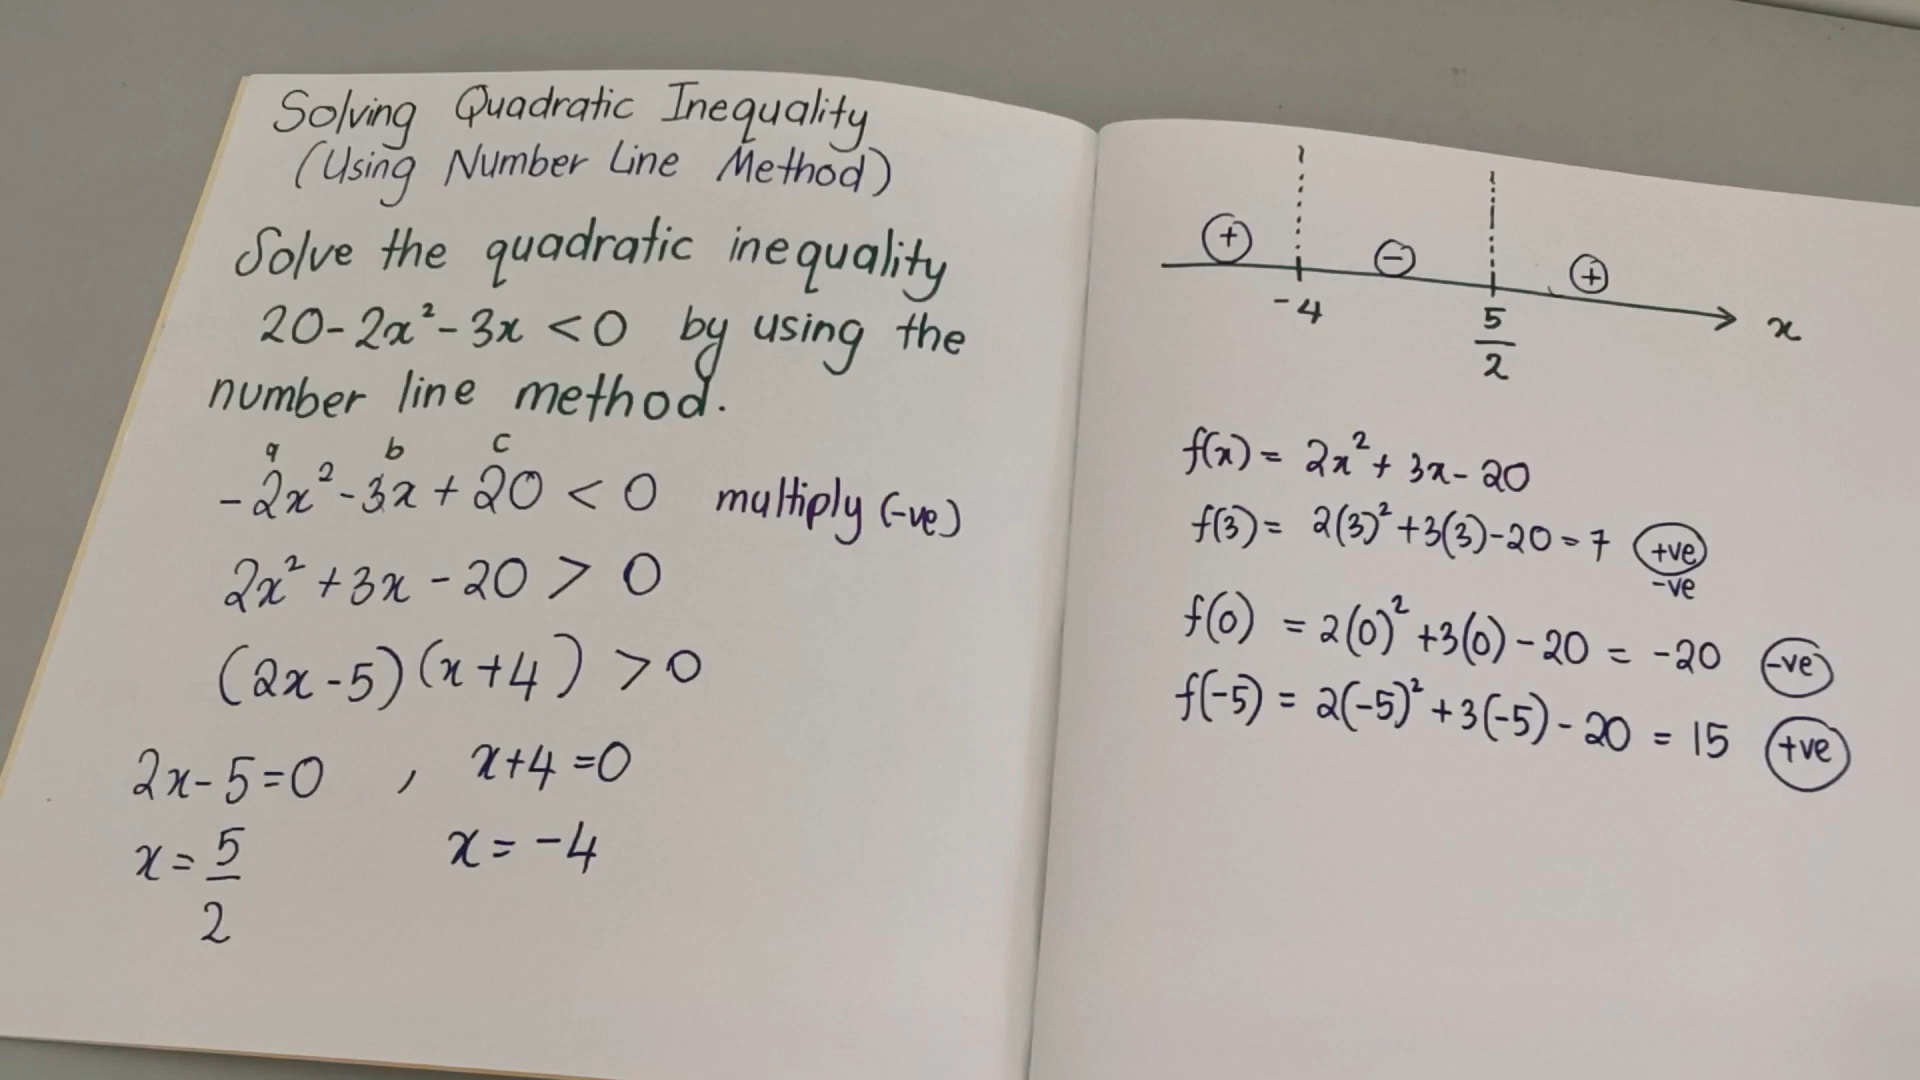 Solving Quadratic Inequality
(Using Number Line Method)
Solve the quadratic inequality
20-2x²-3x<0 by using the
number line method.
a b c
-2x²-3x+20<0 multiply (-ve)
2x²+3x-20>0
(2x-5)(x+4)>0
2x-5=0 , x+4=0
x=5/2 x=-4
+ - +
-4 5/2 x
f(x)= 2x²+3x-20
f(3)= 2(3)²+3(3)-20=7 +ve
-ve
f(0) = 2(0)²+3(0)-20 = -20 -ve
f(-5) = 2(-5)²+3(-5)-20 = 15 +ve